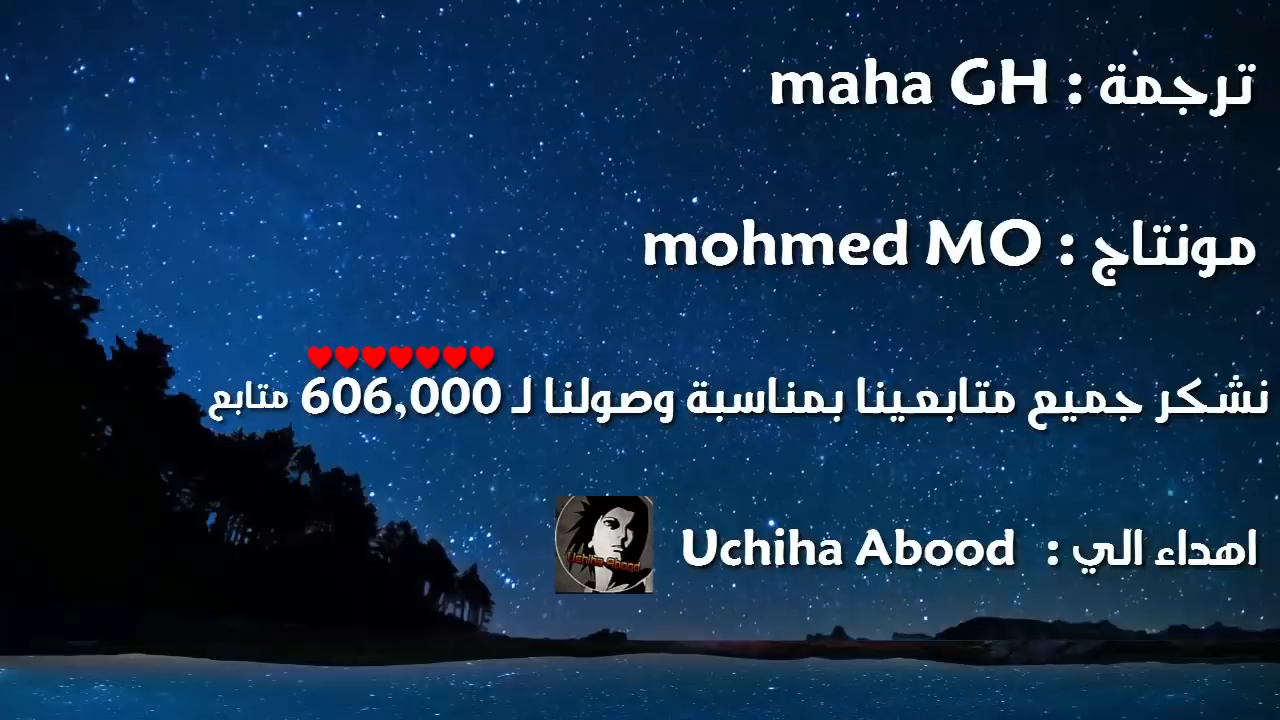 ترجمة : maha GH
مونتاج : mohmed MO
نشكر جميع متابعينا بمناسبة وصولنا لـ 606,000 متابع
اهداء الي : Uchiha Abood
Uchiha Abood